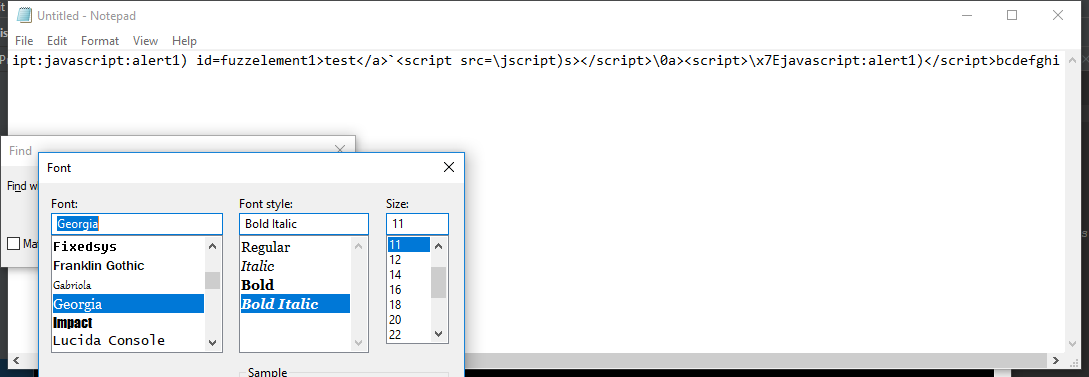 Untitled - Notepad
File Edit Format View Help
ipt:javascript:alert1) id=fuzzelement1>test</a>`<script src=\jscript)s></script>\0a><script>\x7Ejavascript:alert1)</script>bcdefghi
Find
Find w
Ma
Font
Font:
Georgia
Fixedsys
Franklin Gothic
Gabriola
Georgia
Impact
Lucida Console
Font style:
Bold Italic
Regular
Italic
Bold
Bold Italic
Size:
11
11
12
14
16
18
20
22
Sample